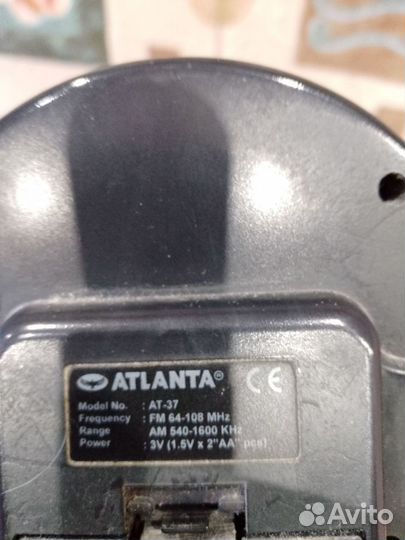 ATLANTA® CE
Model No. : AT-37
Frequency : FM 64-108 MHz
Range AM 540-1600 KHz
Power : 3V (1.5V x 2"AA" pcs)
Avito